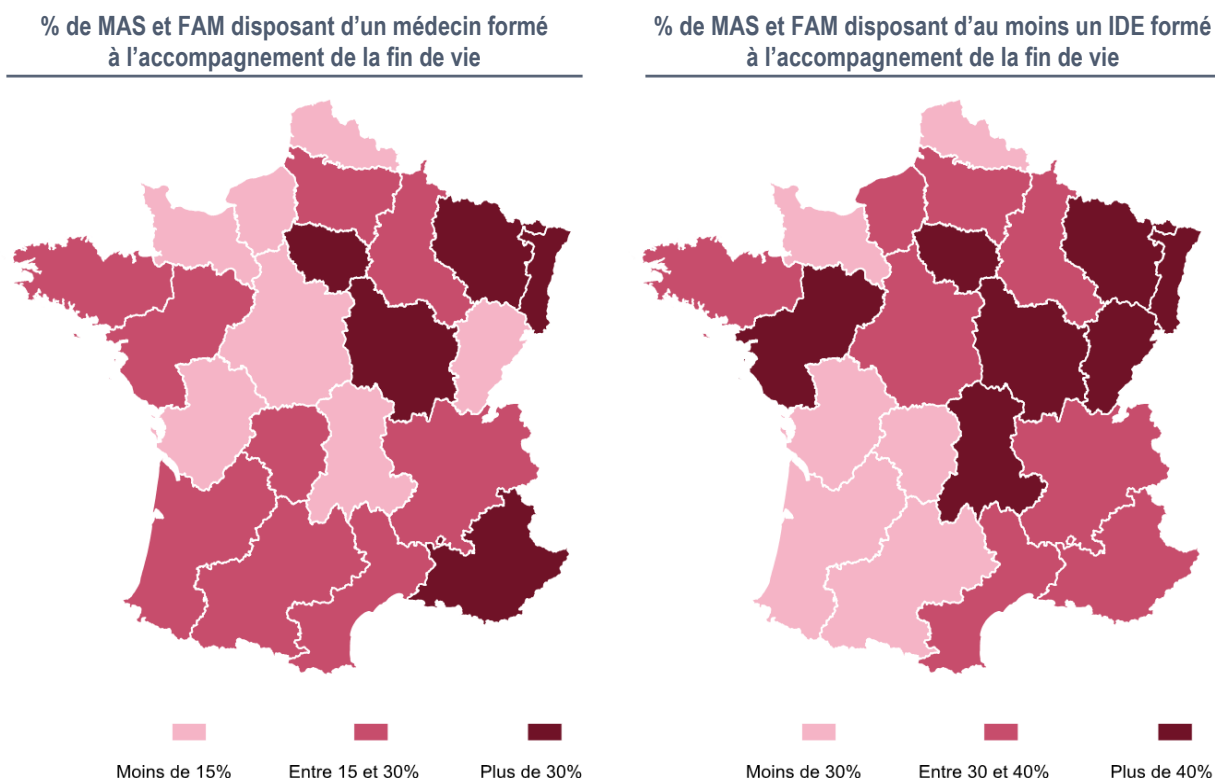 % de MAS et FAM disposant d’un médecin formé
à l’accompagnement de la fin de vie
% de MAS et FAM disposant d’au moins un IDE formé
à l’accompagnement de la fin de vie
Moins de 15% Entre 15 et 30% Plus de 30%
Moins de 30% Entre 30 et 40% Plus de 40%